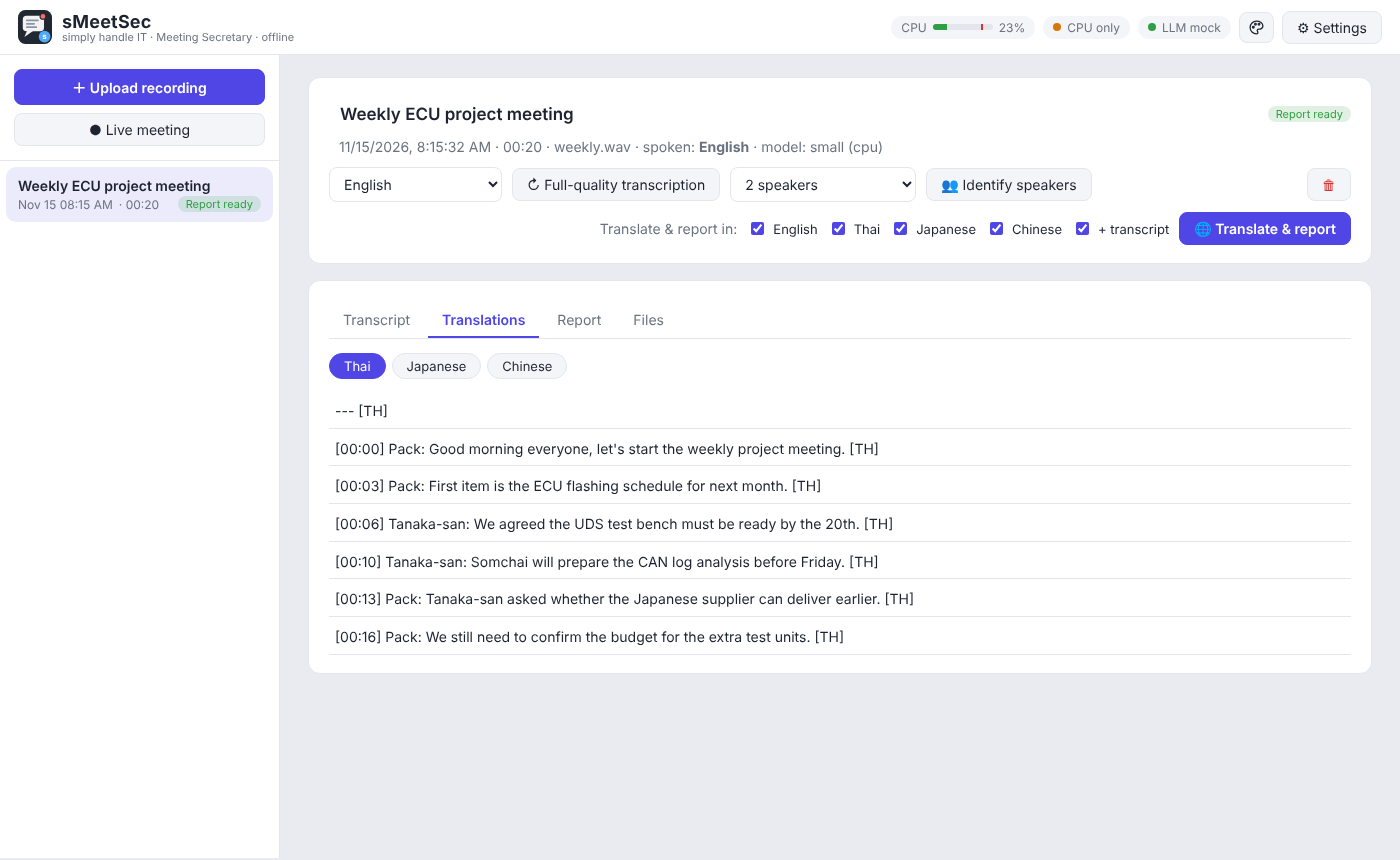 sMeetSec
simply handle IT · Meeting Secretary · offline
CPU 23%
CPU only
LLM mock
⚙ Settings
+ Upload recording
● Live meeting
Weekly ECU project meeting
Nov 15 08:15 AM · 00:20 Report ready
Weekly ECU project meeting
Report ready
11/15/2026, 8:15:32 AM · 00:20 · weekly.wav · spoken: English · model: small (cpu)
English
↻ Full-quality transcription
2 speakers
👥 Identify speakers
Translate & report in: English Thai Japanese Chinese + transcript
🌐 Translate & report
Transcript Translations Report Files
Thai Japanese Chinese
--- [TH]
[00:00] Pack: Good morning everyone, let's start the weekly project meeting. [TH]
[00:03] Pack: First item is the ECU flashing schedule for next month. [TH]
[00:06] Tanaka-san: We agreed the UDS test bench must be ready by the 20th. [TH]
[00:10] Tanaka-san: Somchai will prepare the CAN log analysis before Friday. [TH]
[00:13] Pack: Tanaka-san asked whether the Japanese supplier can deliver earlier. [TH]
[00:16] Pack: We still need to confirm the budget for the extra test units. [TH]